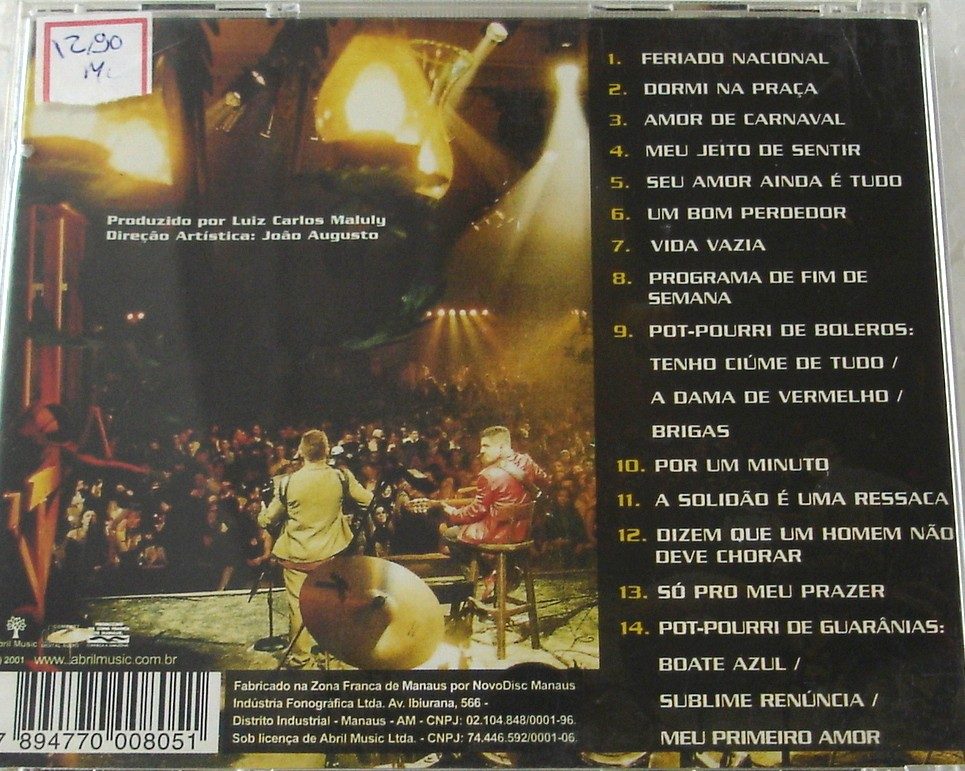 12,90
1. FERIADO NACIONAL
2. DORMI NA PRAÇA
3. AMOR DE CARNAVAL
4. MEU JEITO DE SENTIR
5. SEU AMOR AINDA É TUDO
6. UM BOM PERDEDOR
7. VIDA VAZIA
8. PROGRAMA DE FIM DE
SEMANA
9. POT-POURRI DE BOLEROS:
TENHO CIÚME DE TUDO /
A DAMA DE VERMELHO /
BRIGAS
10. POR UM MINUTO
11. A SOLIDÃO É UMA RESSACA
12. DIZEM QUE UM HOMEM NÃO
DEVE CHORAR
13. SÓ PRO MEU PRAZER
14. POT-POURRI DE GUARÂNIAS:
BOATE AZUL /
SUBLIME RENÚNCIA /
MEU PRIMEIRO AMOR
Produzido por Luiz Carlos Maluly
Direção Artística: João Augusto
Abril Music
2001 www.abrilmusic.com.br
7 894770 008051
Fabricado na Zona Franca de Manaus por NovoDisc Manaus
Indústria Fonográfica Ltda. Av. Ibiurana, 566 -
Distrito Industrial - Manaus - AM - CNPJ: 02.104.848/0001-96.
Sob licença de Abril Music Ltda. - CNPJ: 74.446.592/0001-06.